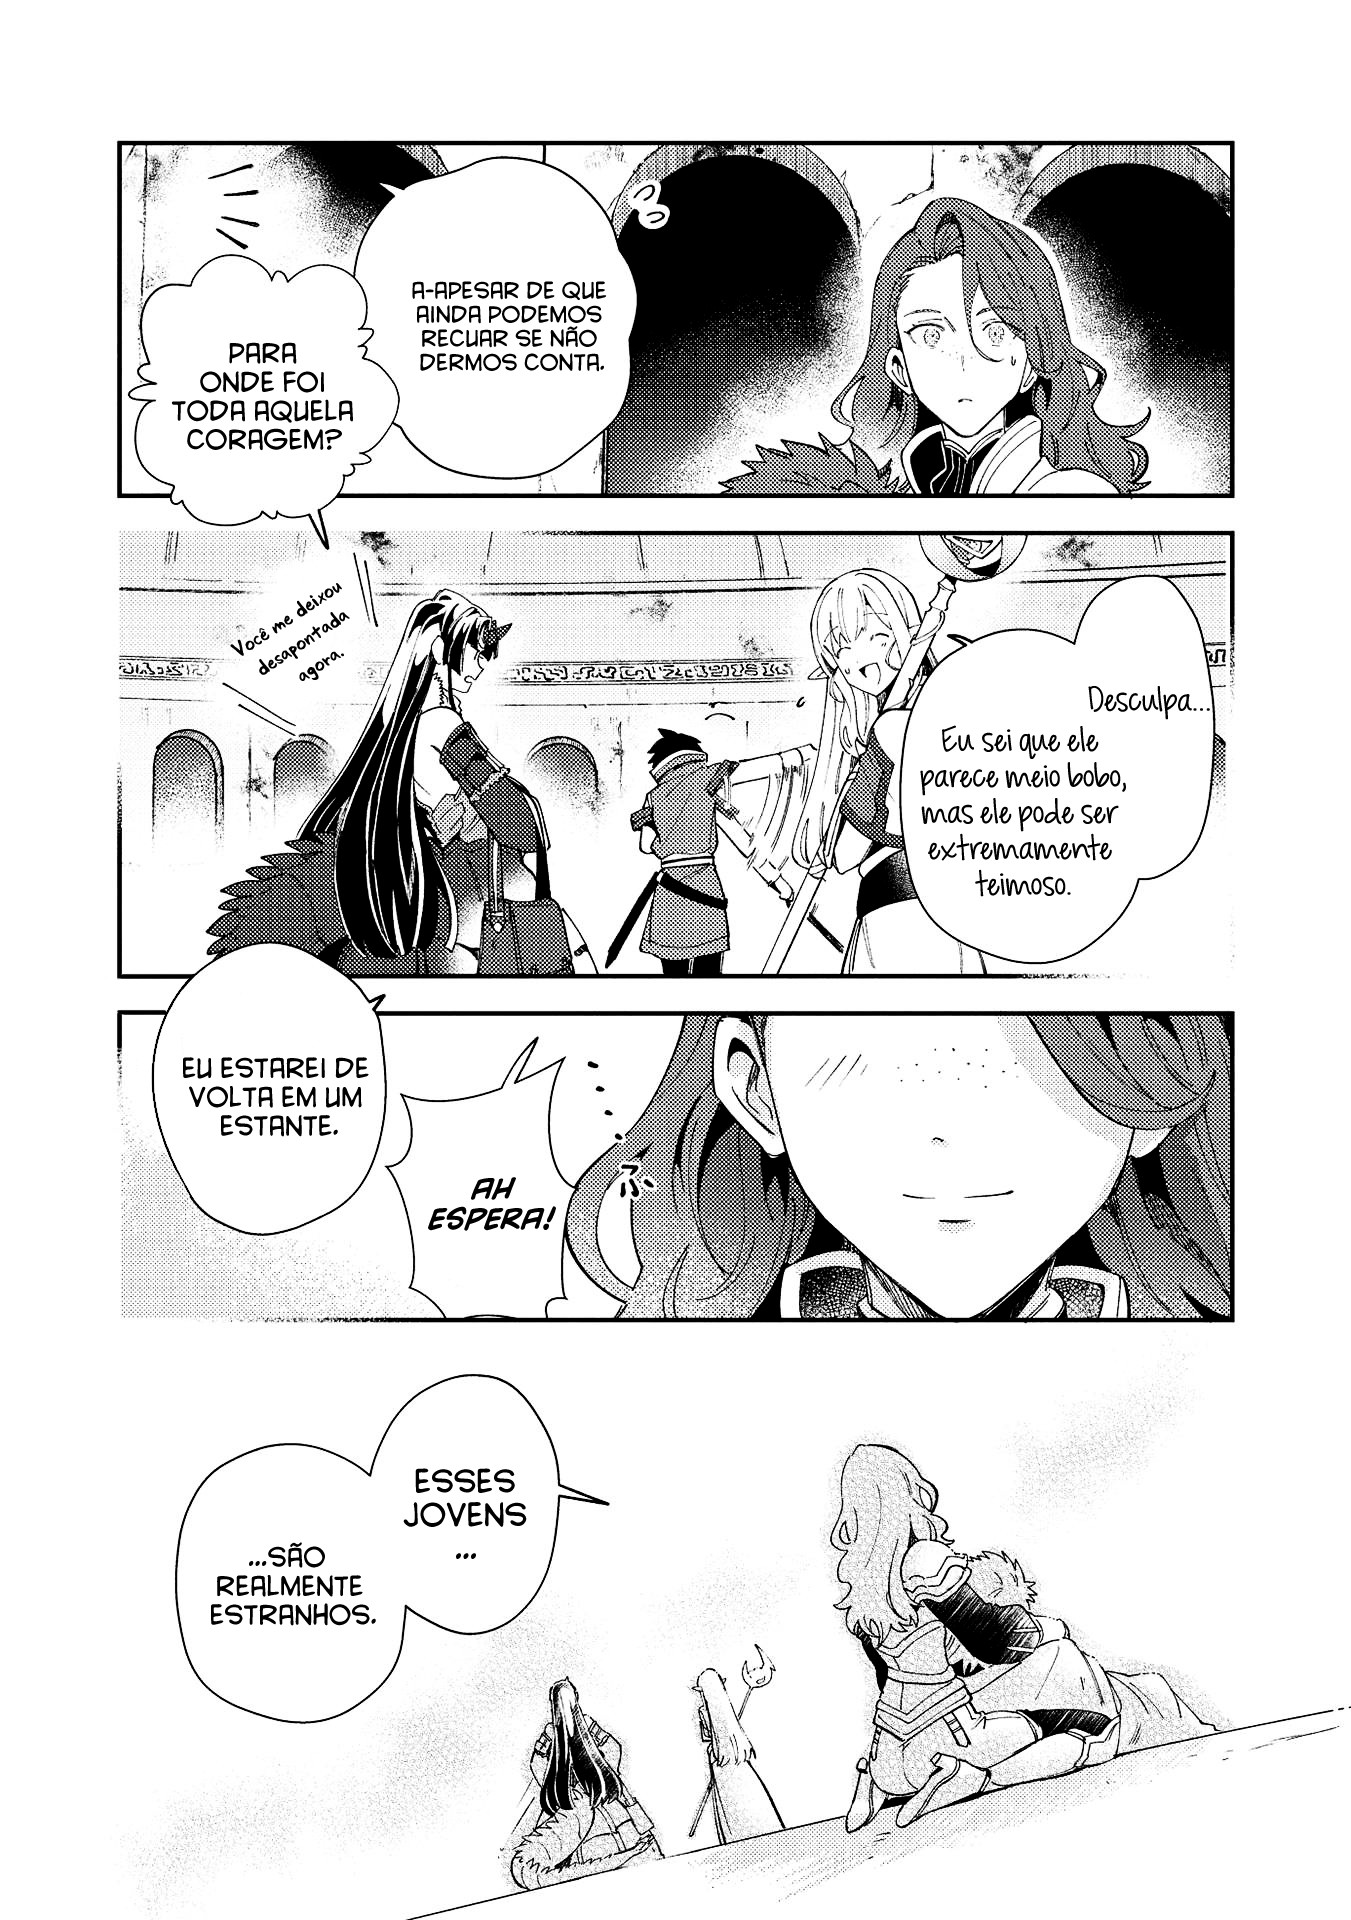 A-APESAR DE QUE
AINDA PODEMOS
RECUAR SE NÃO
DERMOS CONTA.
PARA
ONDE FOI
TODA AQUELA
CORAGEM?
Você me deixou
desapontada
agora.
Desculpa...
Eu sei que ele
parece meio bobo,
mas ele pode ser
extremamente
teimoso.
AH
ESPERA!
EU ESTAREI DE
VOLTA EM UM
ESTANTE.
ふ
ESSES
JOVENS
...
...SÃO
REALMENTE
ESTRANHOS.